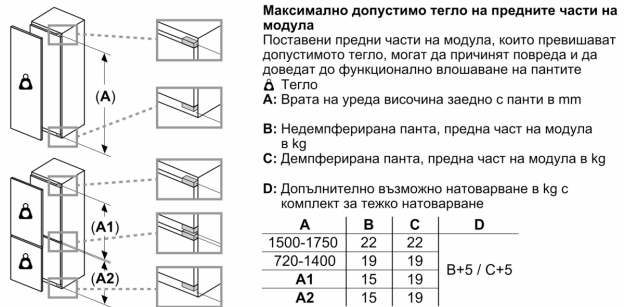 (A)
(A1)
(A2)
Максимално допустимо тегло на предните части на
модула
Поставени предни части на модула, които превишават
допустимото тегло, могат да причинят повреда и да
доведат до функционално влошаване на пантите
Тегло
A: Врата на уреда височина заедно с панти в mm
B: Недемпферирана панта, предна част на модула
в kg
C: Демпферирана панта, предна част на модула в kg
D: Допълнително възможно натоварване в kg с
комплект за тежко натоварване
A B C D
1500-1750 22 22
720-1400 19 19
B+5 / C+5
A1 15 19
A2 15 19